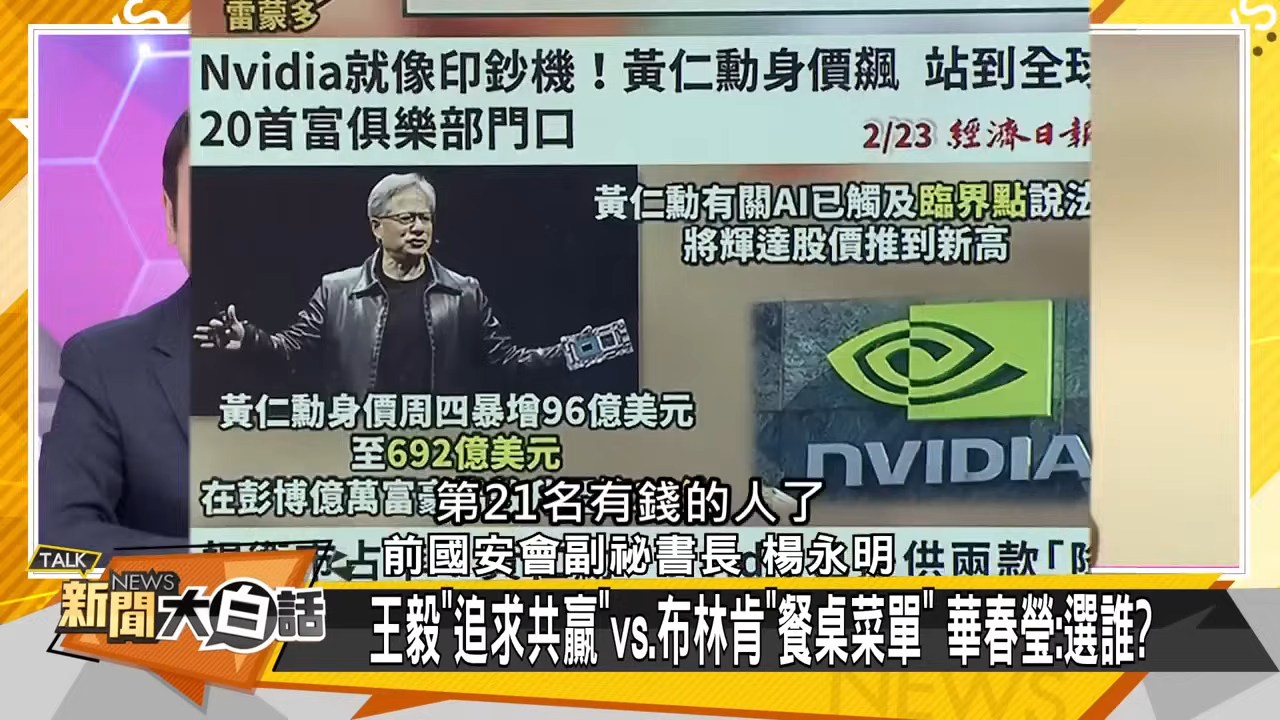 雷蒙多
Nvidia就像印鈔機！黃仁勳身價飆 站到全球
20首富俱樂部門口
2/23 經濟日報
黃仁勳有關AI已觸及臨界點說法
將輝達股價推到新高
黃仁勳身價周四暴增96億美元
至692億美元
在彭博億萬富豪
NVIDIA
第21名有錢的人了
前國安會副祕書長 楊永明
供兩款「降
TALK
NEWS
新聞大白話
王毅"追求共贏"vs.布林肯"餐桌菜單" 華春瑩:選誰?
NEWS